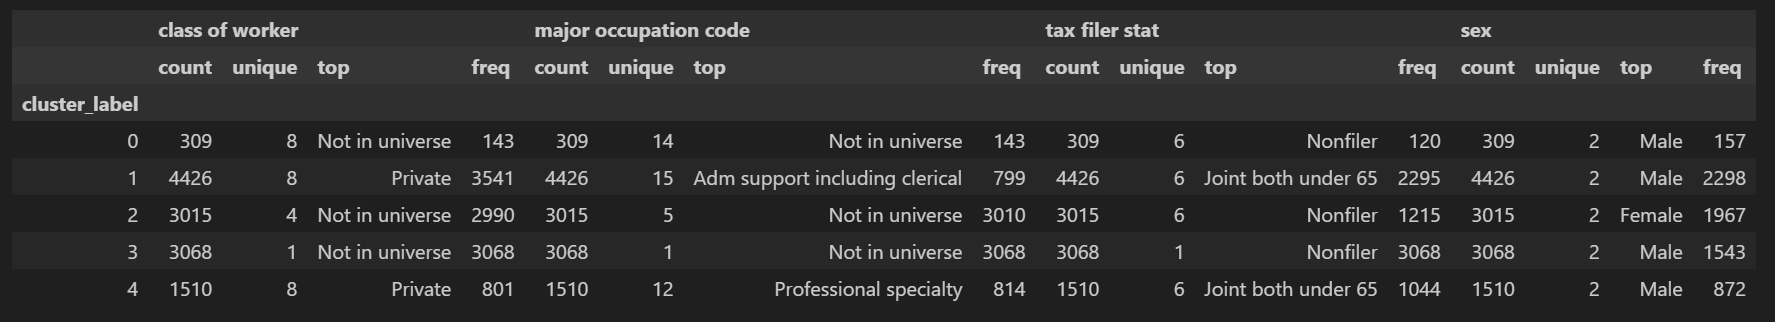 class of worker major occupation code tax filer stat sex
count unique top freq count unique top freq count unique top freq count unique top freq
cluster_label
0 309 8 Not in universe 143 309 14 Not in universe 143 309 6 Nonfiler 120 309 2 Male 157
1 4426 8 Private 3541 4426 15 Adm support including clerical 799 4426 6 Joint both under 65 2295 4426 2 Male 2298
2 3015 4 Not in universe 2990 3015 5 Not in universe 3010 3015 6 Nonfiler 1215 3015 2 Female 1967
3 3068 1 Not in universe 3068 3068 1 Not in universe 3068 3068 1 Nonfiler 3068 3068 2 Male 1543
4 1510 8 Private 801 1510 12 Professional specialty 814 1510 6 Joint both under 65 1044 1510 2 Male 872